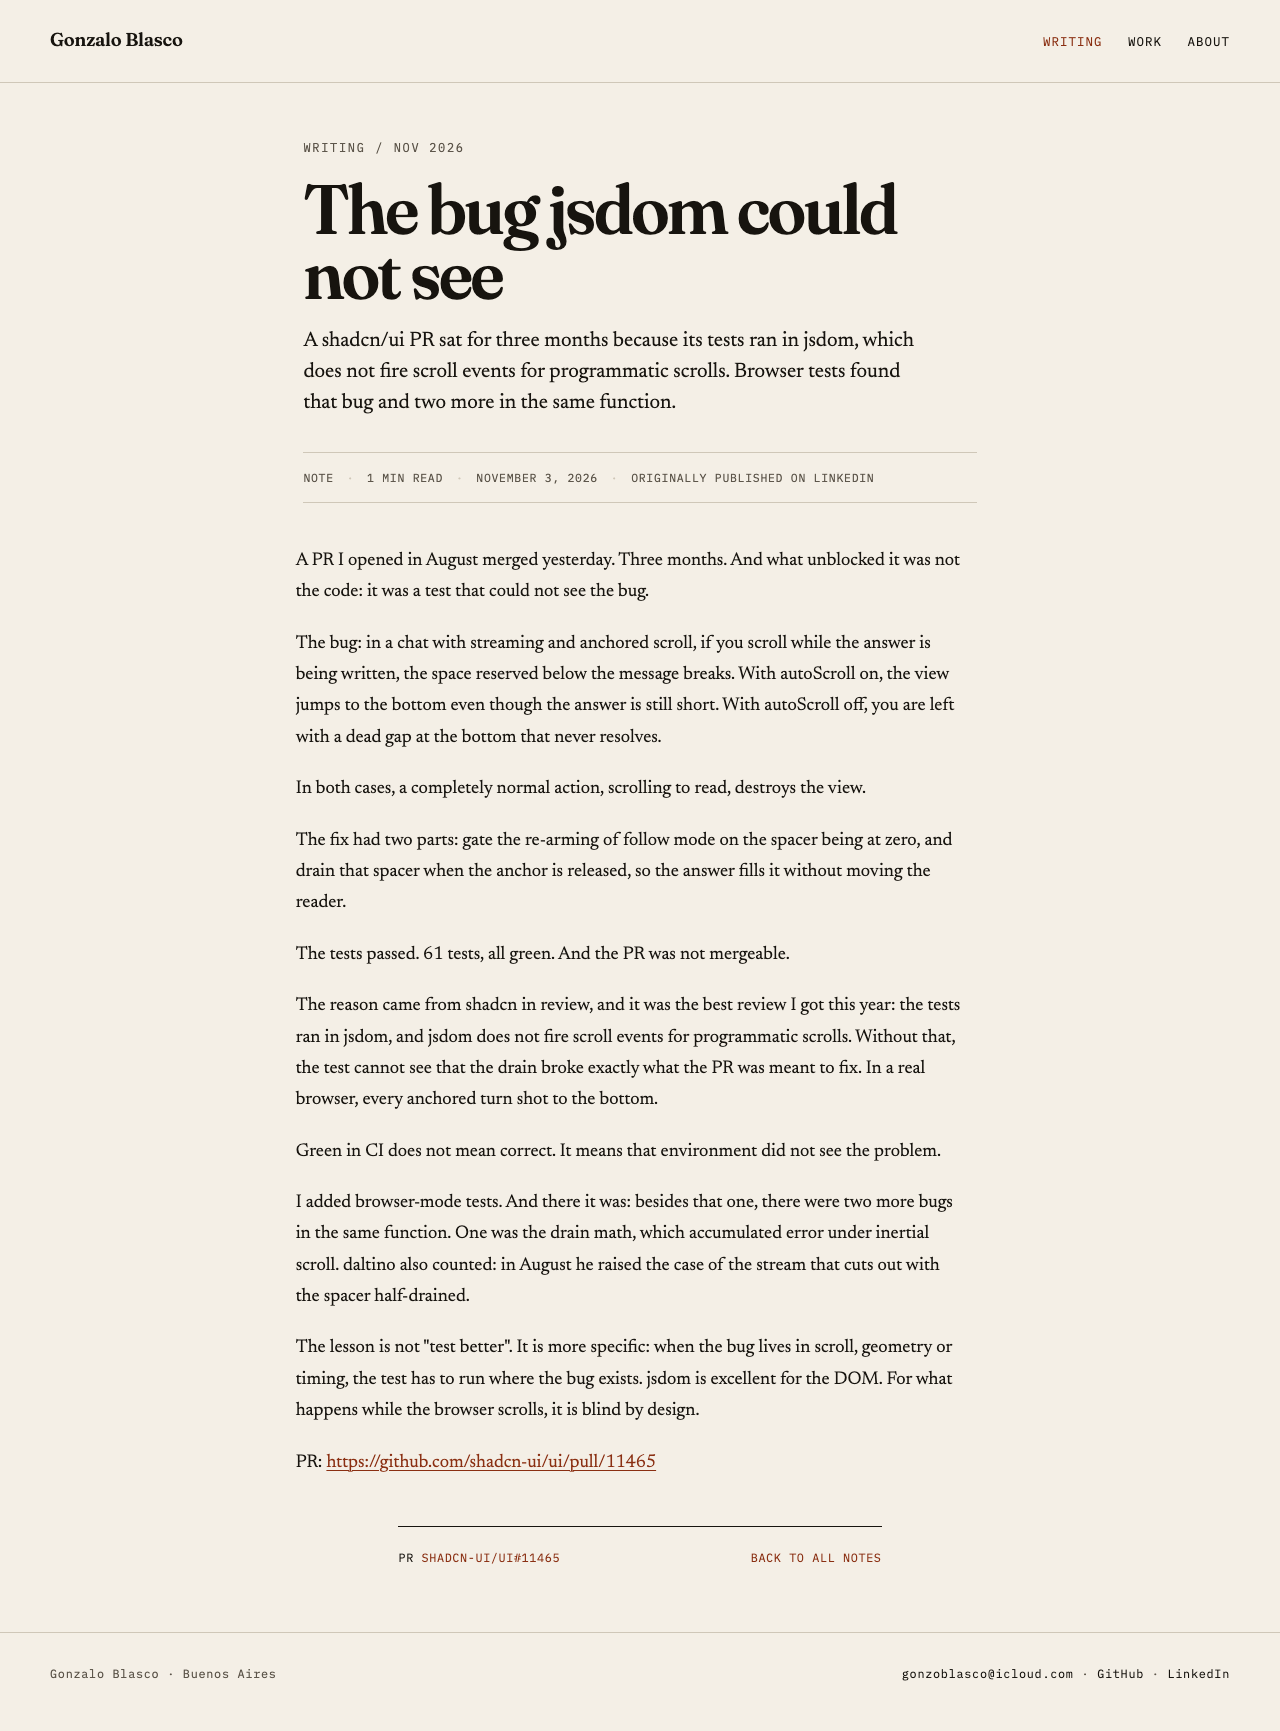 Gonzalo Blasco
WRITING WORK ABOUT
WRITING / NOV 2026
The bug jsdom could
not see
A shadcn/ui PR sat for three months because its tests ran in jsdom, which
does not fire scroll events for programmatic scrolls. Browser tests found
that bug and two more in the same function.
NOTE · 1 MIN READ · NOVEMBER 3, 2026 · ORIGINALLY PUBLISHED ON LINKEDIN
A PR I opened in August merged yesterday. Three months. And what unblocked it was not
the code: it was a test that could not see the bug.
The bug: in a chat with streaming and anchored scroll, if you scroll while the answer is
being written, the space reserved below the message breaks. With autoScroll on, the view
jumps to the bottom even though the answer is still short. With autoScroll off, you are left
with a dead gap at the bottom that never resolves.
In both cases, a completely normal action, scrolling to read, destroys the view.
The fix had two parts: gate the re-arming of follow mode on the spacer being at zero, and
drain that spacer when the anchor is released, so the answer fills it without moving the
reader.
The tests passed. 61 tests, all green. And the PR was not mergeable.
The reason came from shadcn in review, and it was the best review I got this year: the tests
ran in jsdom, and jsdom does not fire scroll events for programmatic scrolls. Without that,
the test cannot see that the drain broke exactly what the PR was meant to fix. In a real
browser, every anchored turn shot to the bottom.
Green in CI does not mean correct. It means that environment did not see the problem.
I added browser-mode tests. And there it was: besides that one, there were two more bugs
in the same function. One was the drain math, which accumulated error under inertial
scroll. daltino also counted: in August he raised the case of the stream that cuts out with
the spacer half-drained.
The lesson is not "test better". It is more specific: when the bug lives in scroll, geometry or
timing, the test has to run where the bug exists. jsdom is excellent for the DOM. For what
happens while the browser scrolls, it is blind by design.
PR: https://github.com/shadcn-ui/ui/pull/11465
PR SHADCN-UI/UI#11465 BACK TO ALL NOTES
Gonzalo Blasco · Buenos Aires
gonzoblasco@icloud.com · GitHub · LinkedIn